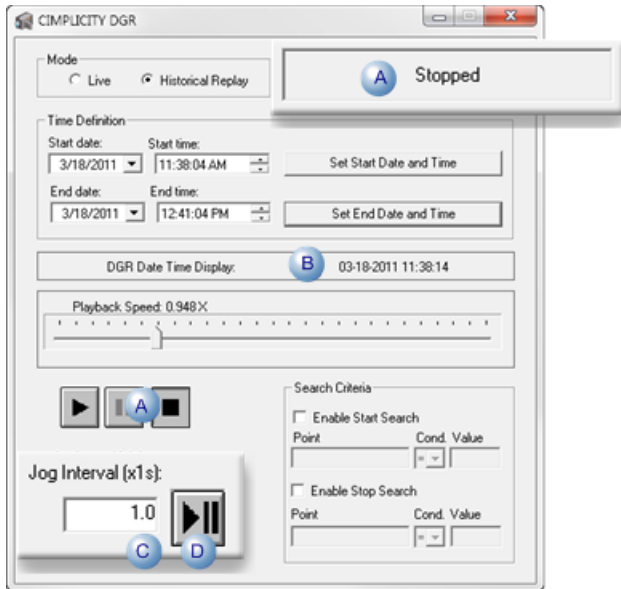 CIMPLICITY DGR
Mode
Live Historical Replay
A Stopped
Time Definition
Start date: Start time:
3/18/2011 11:38:04 AM Set Start Date and Time
End date: End time:
3/18/2011 12:41:04 PM Set End Date and Time
DGR Date Time Display: B 03-18-2011 11:38:14
Playback Speed: 0.948 X
A
Search Criteria
Enable Start Search
Point Cond. Value
=
Enable Stop Search
Point Cond. Value
=
Jog Interval (x1s):
1.0
C D